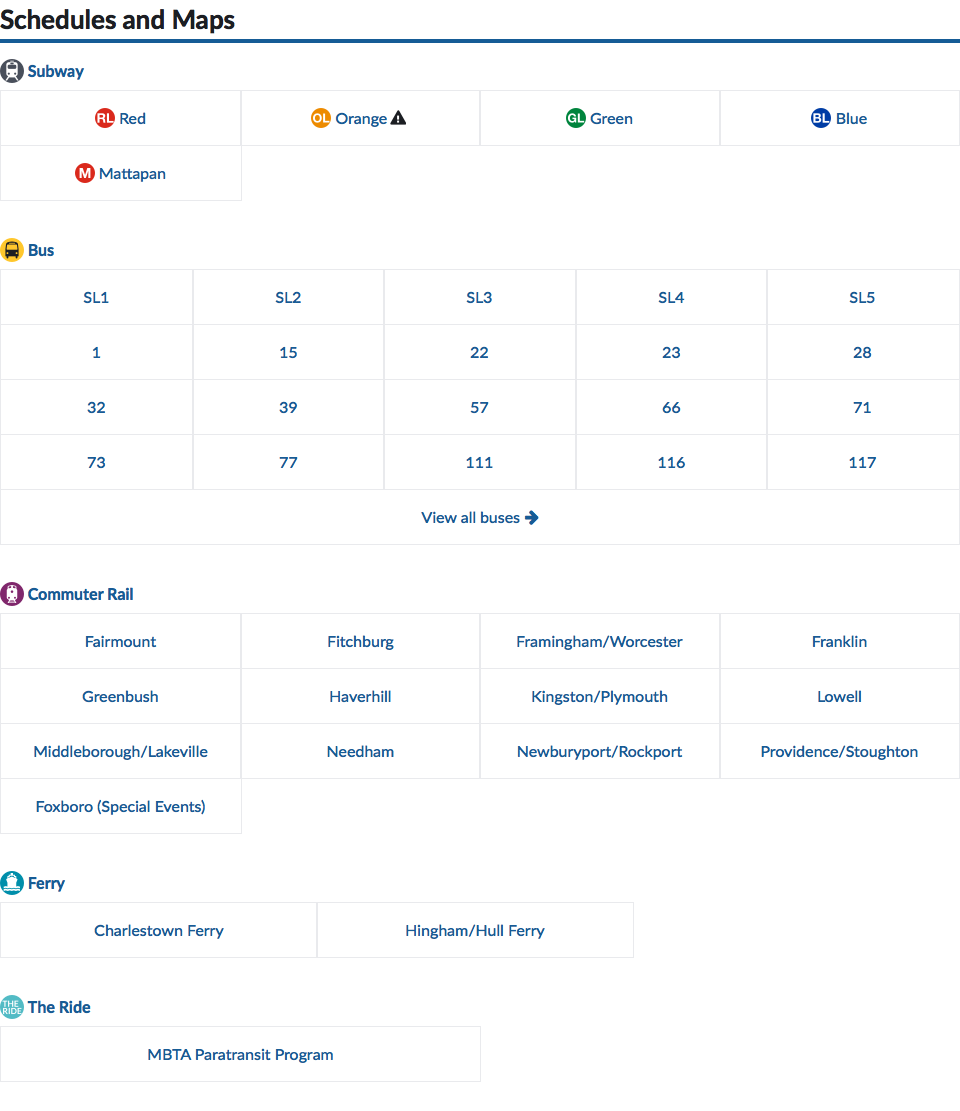 Schedules and Maps
Subway
RL Red OL Orange GL Green BL Blue
M Mattapan
Bus
SL1 SL2 SL3 SL4 SL5
1 15 22 23 28
32 39 57 66 71
73 77 111 116 117
View all buses
Commuter Rail
Fairmount Fitchburg Framingham/Worcester Franklin
Greenbush Haverhill Kingston/Plymouth Lowell
Middleborough/Lakeville Needham Newburyport/Rockport Providence/Stoughton
Foxboro (Special Events)
Ferry
Charlestown Ferry Hingham/Hull Ferry
THE RIDE The Ride
MBTA Paratransit Program